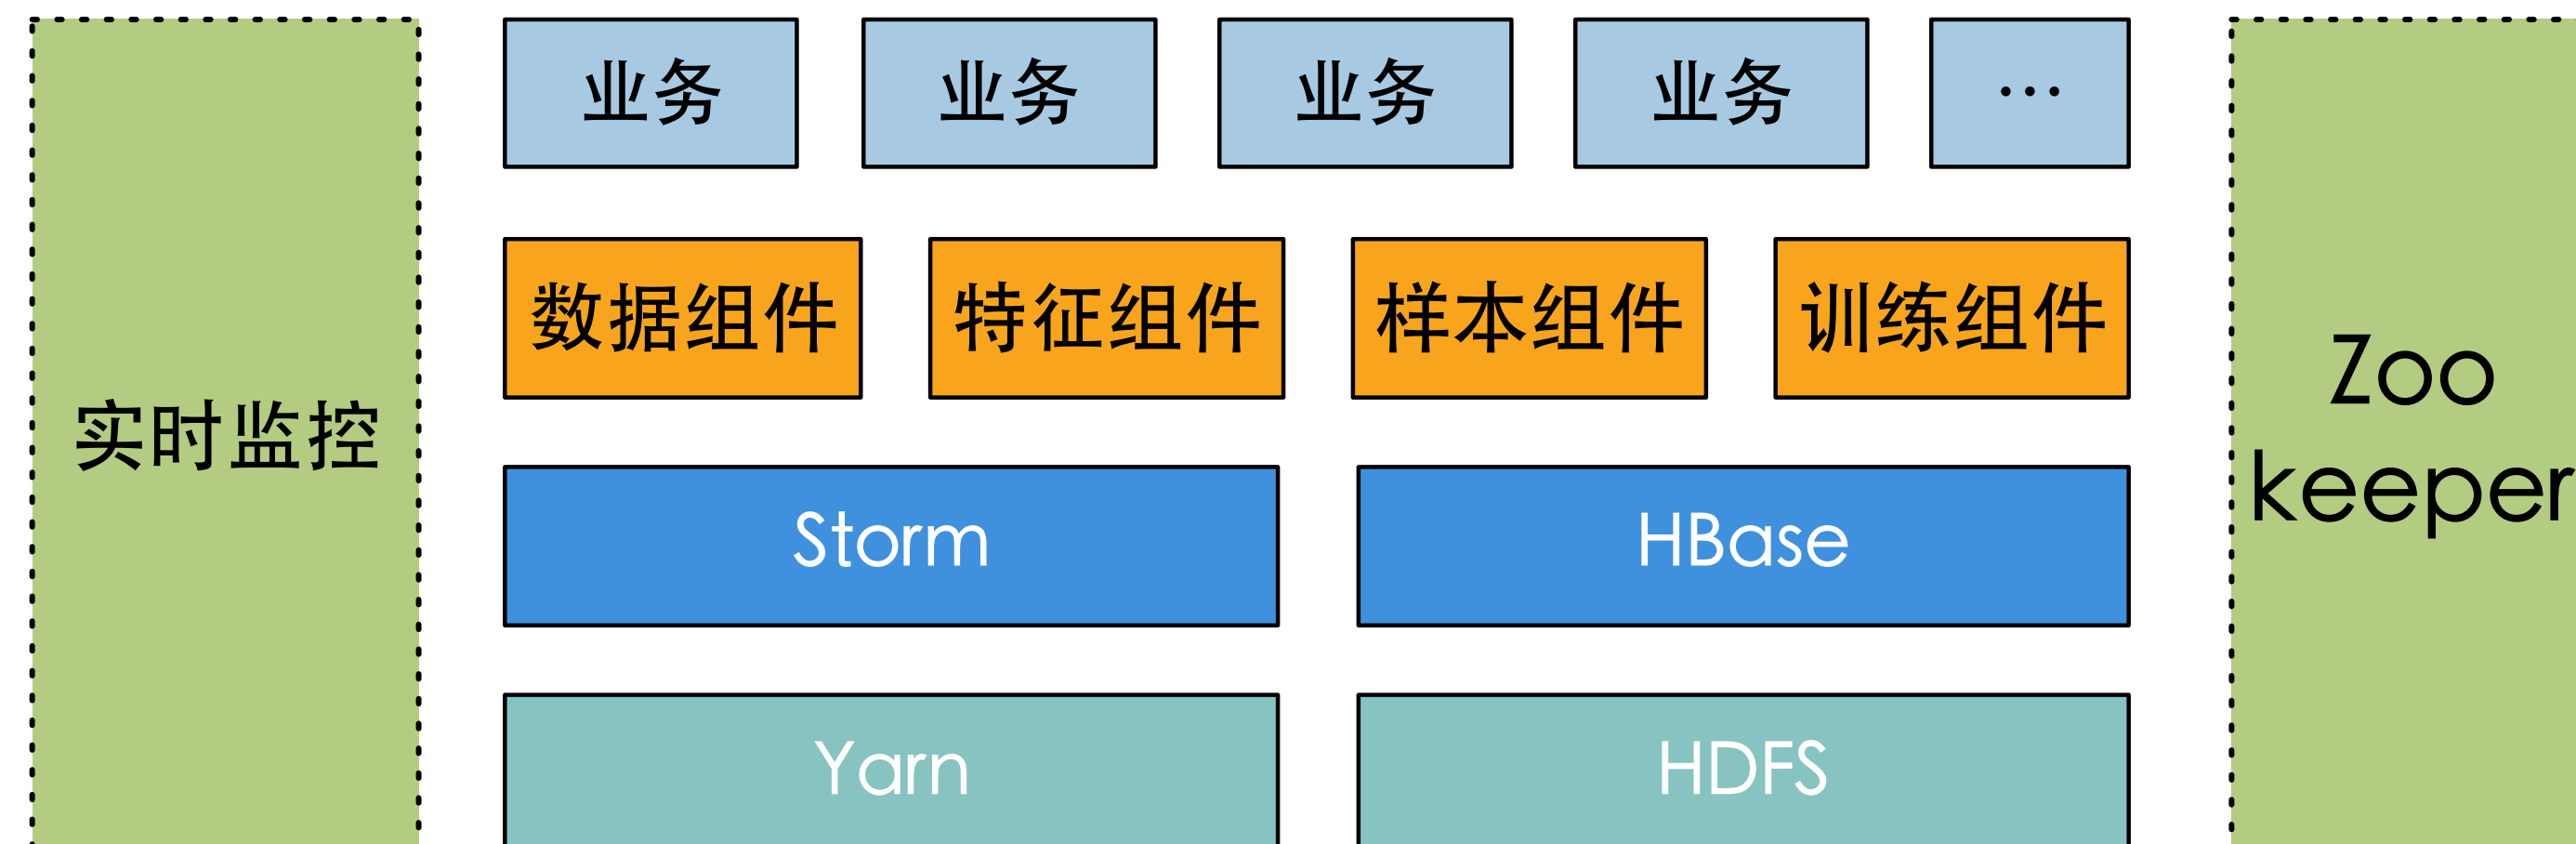 实时监控
业务
业务
业务
业务
…
数据组件
特征组件
样本组件
训练组件
Storm
HBase
Yarn
HDFS
Zoo
keeper